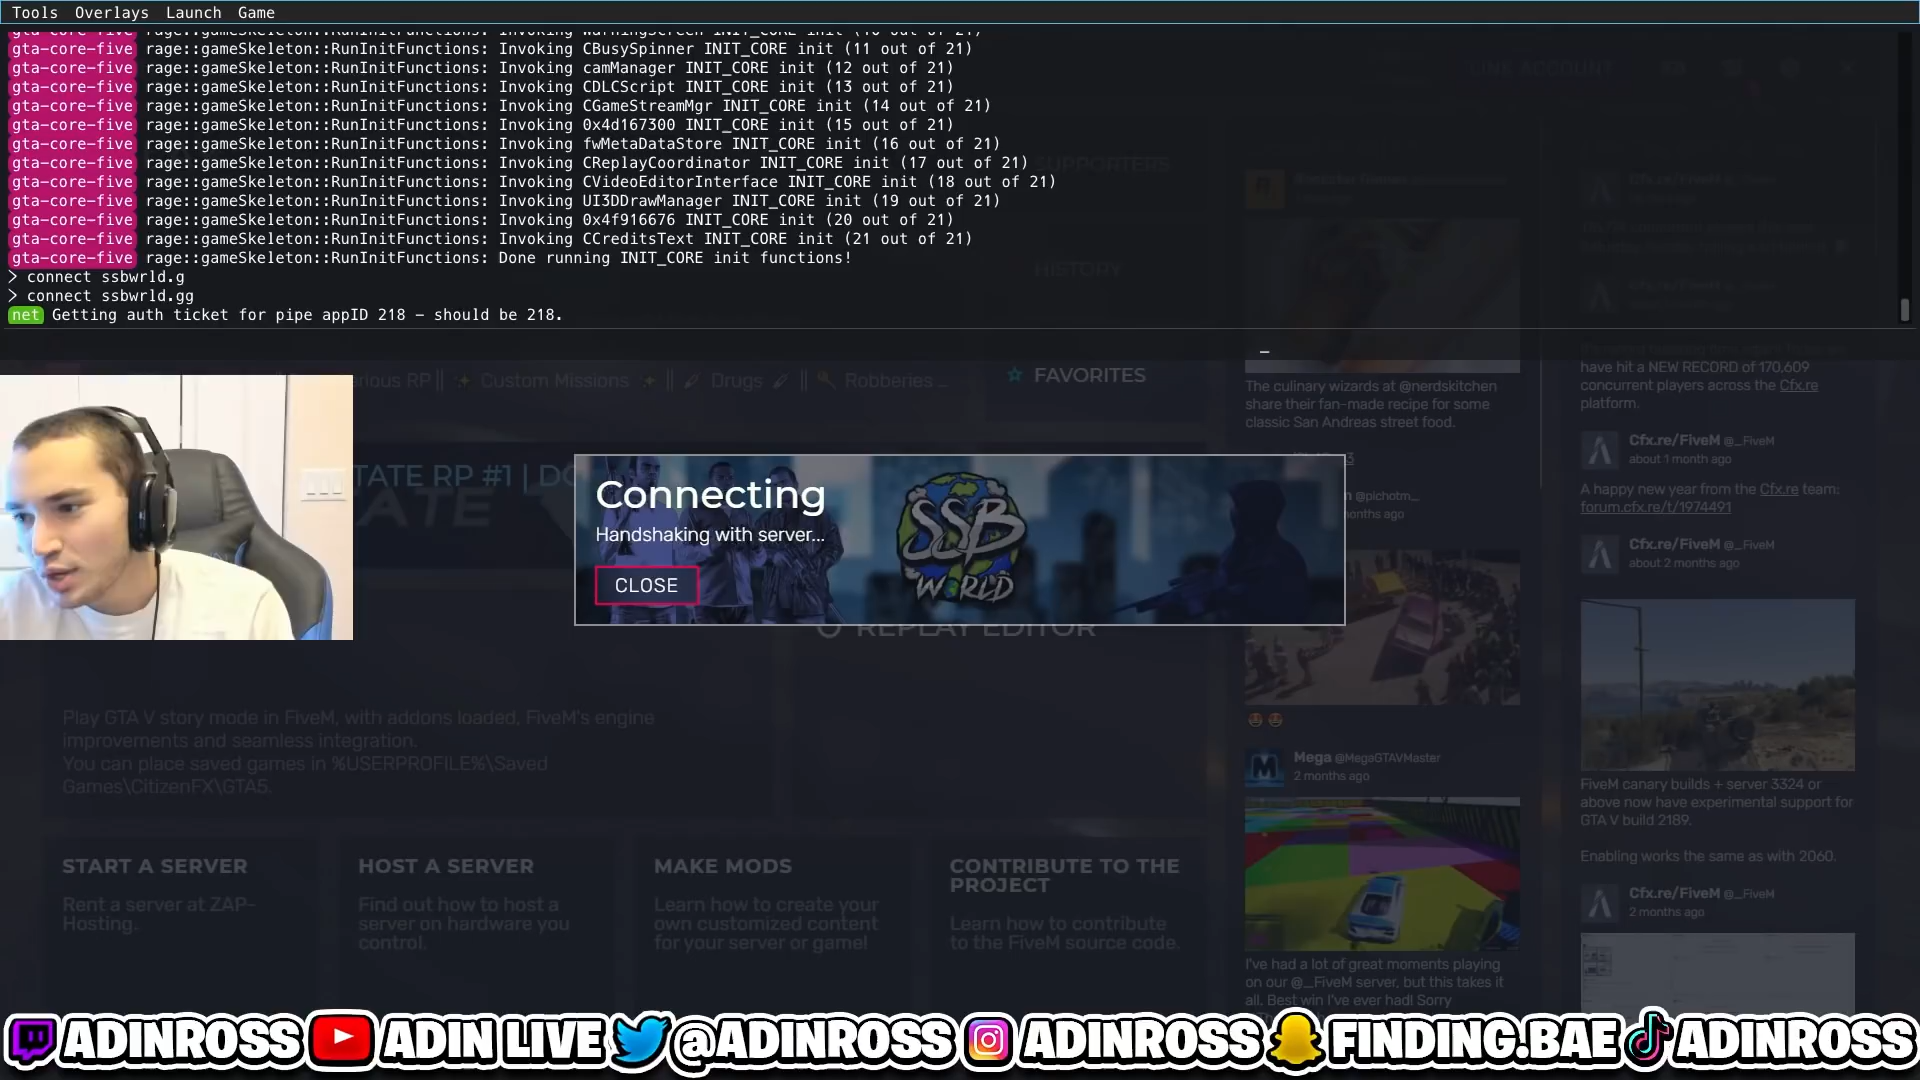 Tools Overlays Launch Game
gta-core-five rage::gameSkeleton::RunInitFunctions: Invoking CBusySpinner INIT_CORE init (11 out of 21)
gta-core-five rage::gameSkeleton::RunInitFunctions: Invoking camManager INIT_CORE init (12 out of 21)
gta-core-five rage::gameSkeleton::RunInitFunctions: Invoking CDLCScript INIT_CORE init (13 out of 21)
gta-core-five rage::gameSkeleton::RunInitFunctions: Invoking CGameStreamMgr INIT_CORE init (14 out of 21)
gta-core-five rage::gameSkeleton::RunInitFunctions: Invoking 0x4d167300 INIT_CORE init (15 out of 21)
gta-core-five rage::gameSkeleton::RunInitFunctions: Invoking fwMetaDataStore INIT_CORE init (16 out of 21)
gta-core-five rage::gameSkeleton::RunInitFunctions: Invoking CReplayCoordinator INIT_CORE init (17 out of 21)
gta-core-five rage::gameSkeleton::RunInitFunctions: Invoking CVideoEditorInterface INIT_CORE init (18 out of 21)
gta-core-five rage::gameSkeleton::RunInitFunctions: Invoking UI3DDrawManager INIT_CORE init (19 out of 21)
gta-core-five rage::gameSkeleton::RunInitFunctions: Invoking 0x4f916676 INIT_CORE init (20 out of 21)
gta-core-five rage::gameSkeleton::RunInitFunctions: Invoking CCreditsText INIT_CORE init (21 out of 21)
gta-core-five rage::gameSkeleton::RunInitFunctions: Done running INIT_CORE init functions!
> connect ssbwrld.g
> connect ssbwrld.gg
net Getting auth ticket for pipe appID 218 - should be 218.
LINK ACCOUNT
SUPPORTERS
HISTORY
FAVORITES
RP || Custom Missions || Drugs || Robberies ...
TATE RP #1 | DO
Connecting
Handshaking with server...
CLOSE
SSB
WORLD
REPLAY EDITOR
Play GTA V story mode in FiveM, with addons loaded, FiveM's engine
improvements and seamless integration.
You can place saved games in %USERPROFILE%\Saved
Games\CitizenFX\GTA5.
START A SERVER
Rent a server at ZAP-
Hosting.
HOST A SERVER
Find out how to host a
server on hardware you
control.
MAKE MODS
Learn how to create your
own customized content
for your server or game!
CONTRIBUTE TO THE
PROJECT
Learn how to contribute
to the FiveM source code.
The culinary wizards at @nerdskitchen
share their fan-made recipe for some
classic San Andreas street food.
@pichotm_
months ago
Mega @MegaGTAVMaster
2 months ago
I've had a lot of great moments playing
on our @_FiveM server, but this takes it
all, Best win I've ever had! Sorry
have hit a NEW RECORD of 170,609
concurrent players across the Cfx.re
platform.
Cfx.re/FiveM @_FiveM
about 1 month ago
A happy new year from the Cfx.re team:
forum.cfx.re/t/1974491
Cfx.re/FiveM @_FiveM
about 2 months ago
FiveM canary builds + server 3324 or
above now have experimental support for
GTA V build 2189.
Enabling works the same as with 2060.
Cfx.re/FiveM @_FiveM
2 months ago
ADINROSS ADIN LIVE @ADINROSS ADINROSS FINDING.BAE ADINROSS